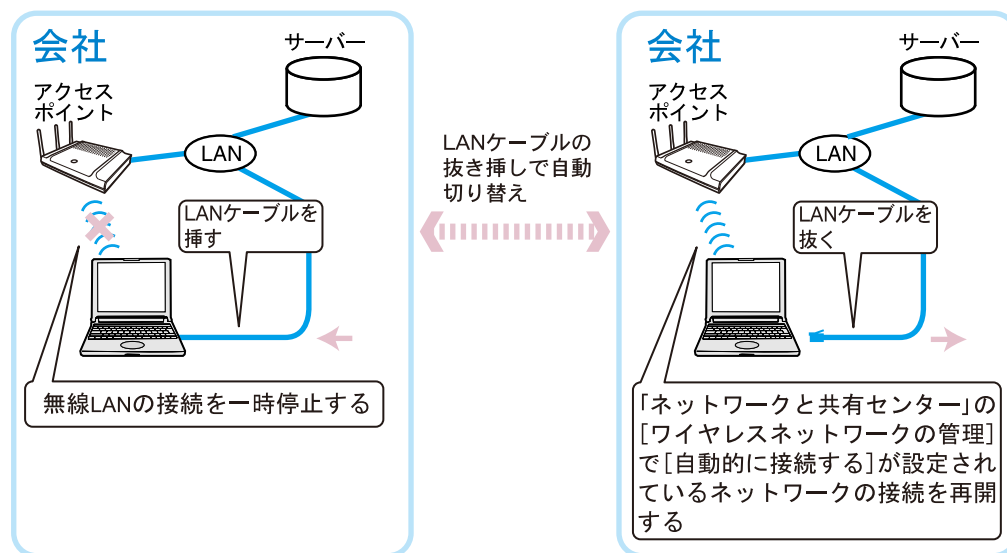 会社
サーバー
アクセス
ポイント
LAN
LANケーブルを
挿す
無線LANの接続を一時停止する
LANケーブルの
抜き挿しで自動
切り替え
会社
サーバー
アクセス
ポイント
LAN
LANケーブルを
抜く
「ネットワークと共有センター」の
[ワイヤレスネットワークの管理]
で[自動的に接続する]が設定され
ているネットワークの接続を再開
する